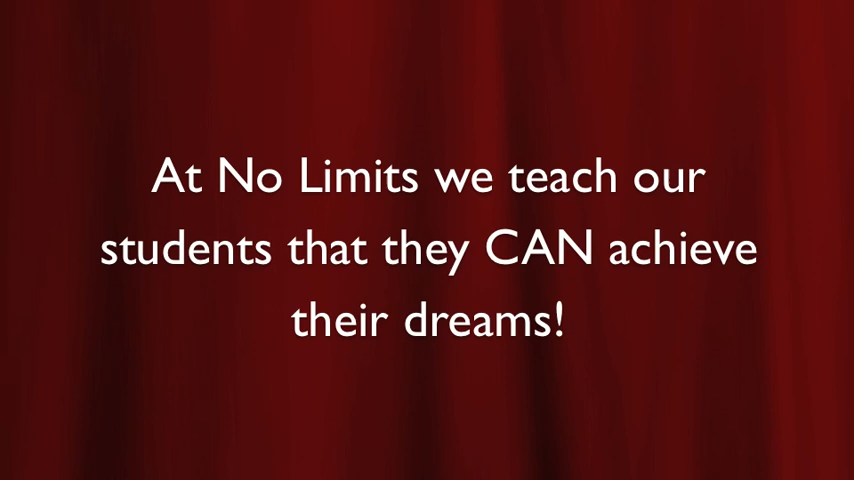 At No Limits we teach our
students that they CAN achieve
their dreams!